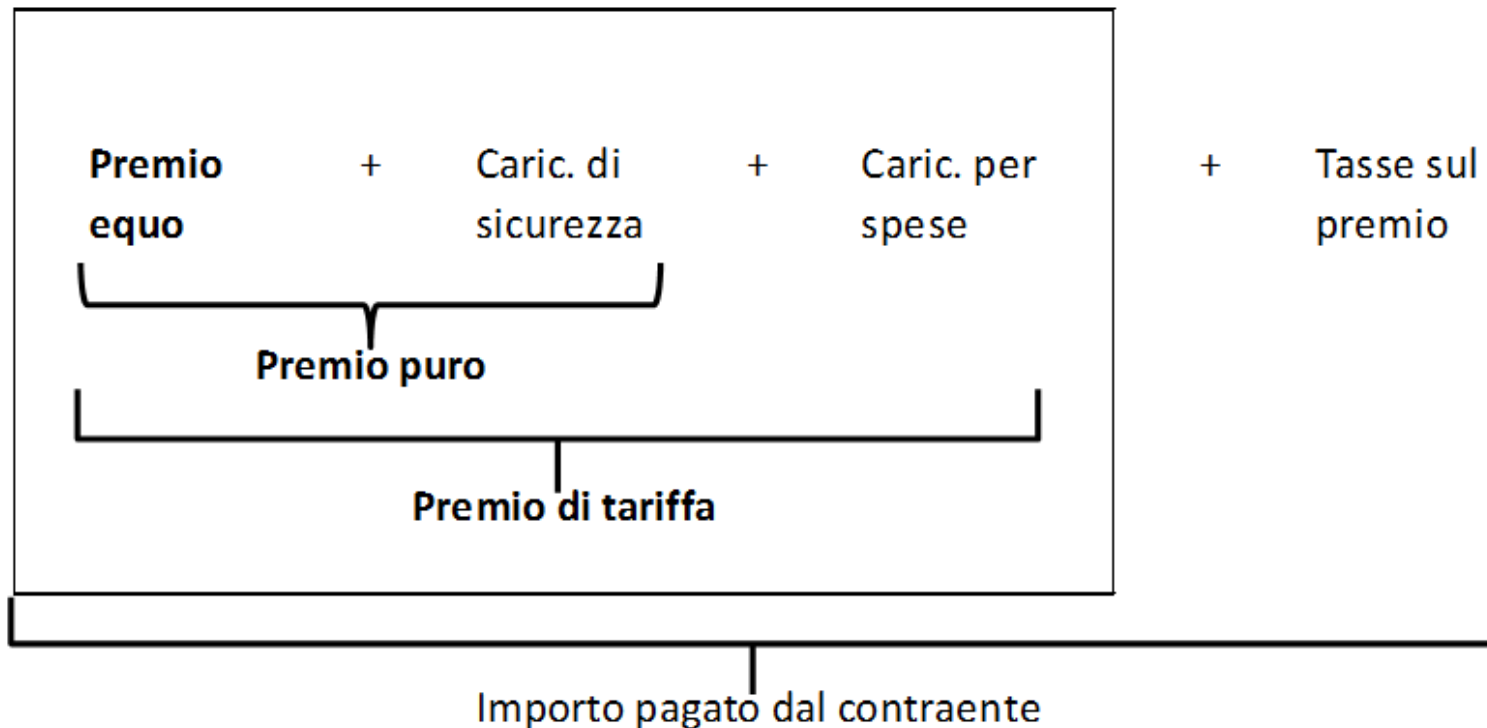 Premio + Caric. di + Caric. per + Tasse sul
equo sicurezza spese premio
Premio puro
Premio di tariffa
Importo pagato dal contraente